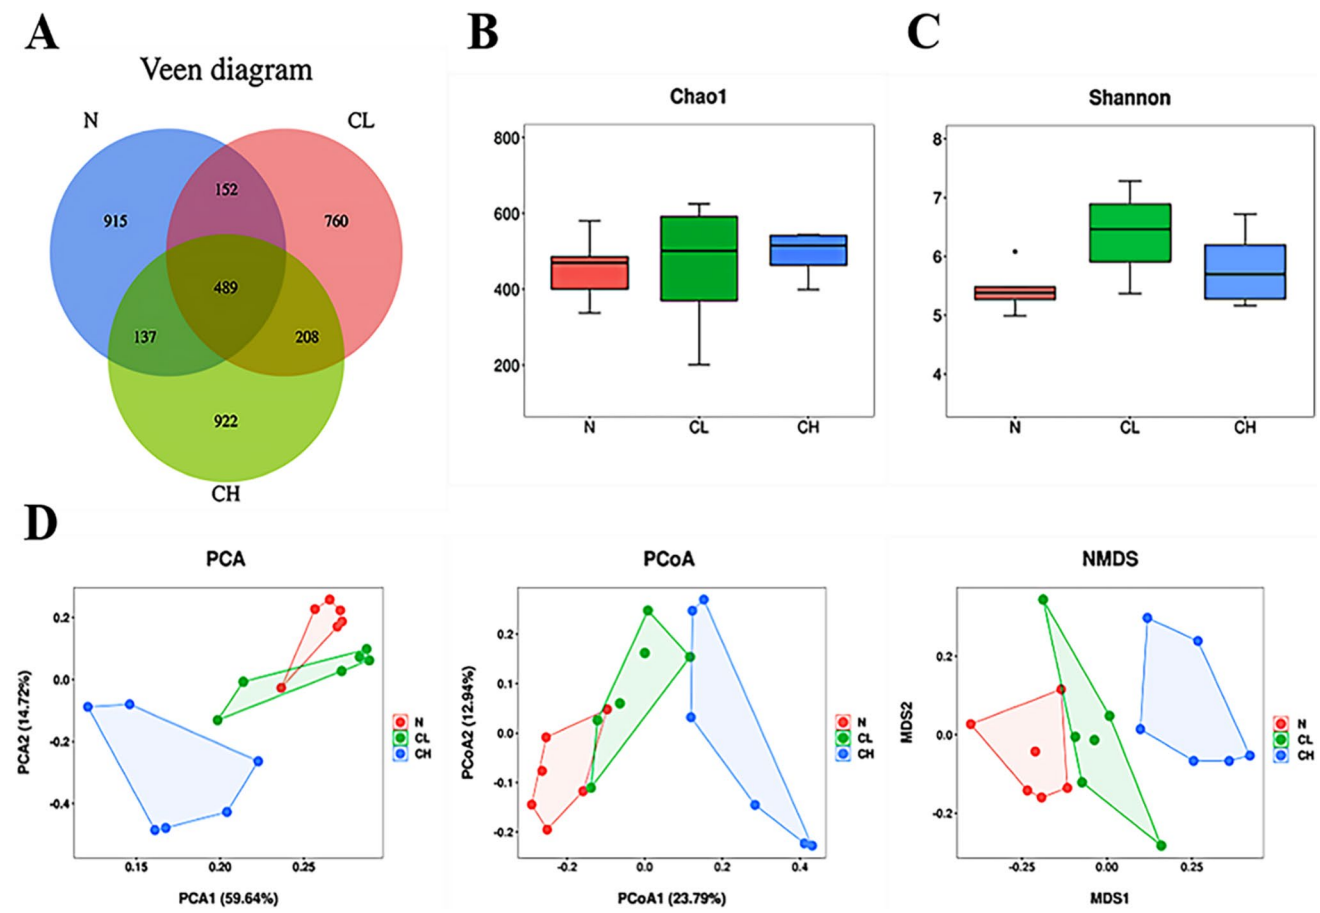 A
Veen diagram
N
CL
152
915
760
489
137
208
922
CH
B
Chao1
800
600
400
200
N
CL
CH
C
Shannon
8
7
6
5
4
N
CL
CH
D
PCA
0.2
0.0
-0.2
-0.4
PCA2 (14.72%)
0.15
0.20
0.25
PCA1 (59.64%)
N
CL
CH
PCoA
0.2
0.1
0.0
-0.1
-0.2
PCoA2 (12.94%)
-0.2
0.0
0.2
0.4
PCoA1 (23.79%)
N
CL
CH
NMDS
0.2
0.0
-0.2
MDS2
-0.25
0.00
0.25
MDS1
N
CL
CH